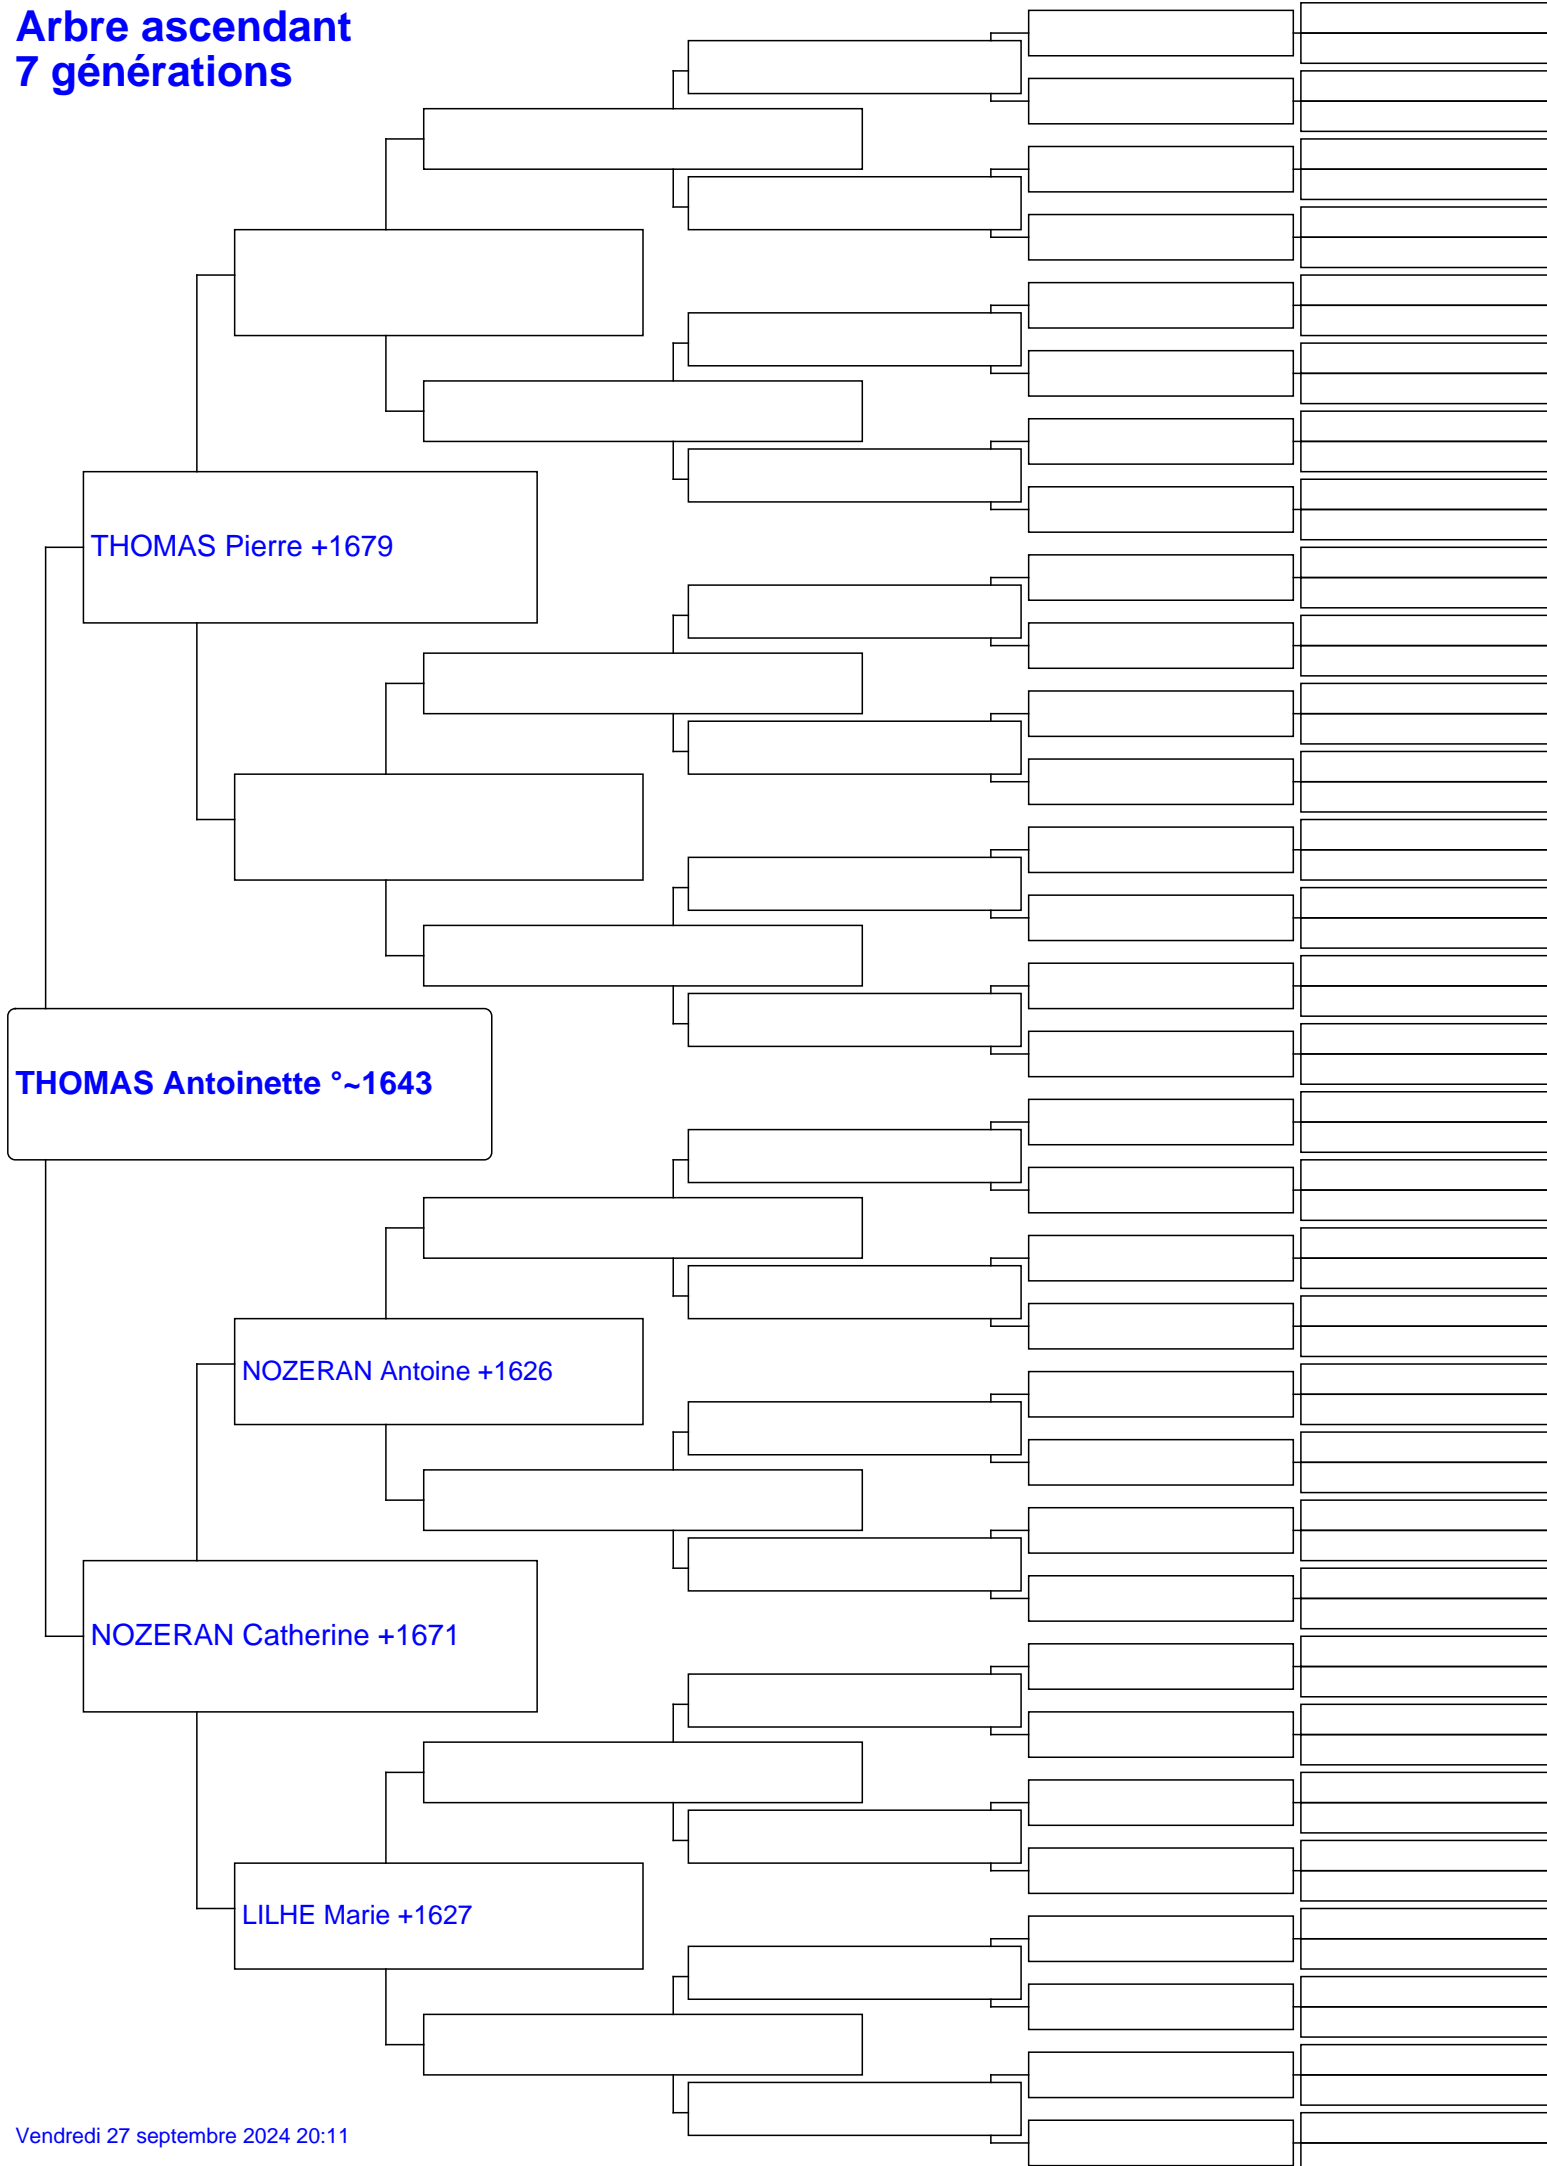 Arbre ascendant
7 générations
THOMAS Pierre +1679
THOMAS Antoinette °~1643
NOZERAN Antoine +1626
NOZERAN Catherine +1671
LILHE Marie +1627
Vendredi 27 septembre 2024 20:11